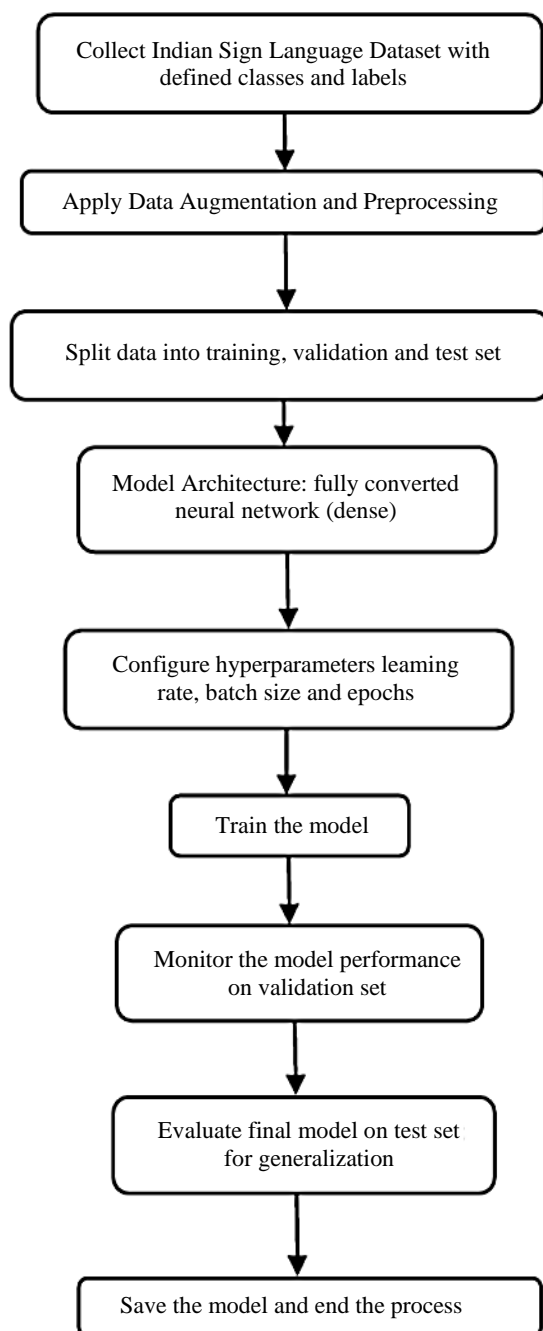 Collect Indian Sign Language Dataset with
defined classes and labels
Apply Data Augmentation and Preprocessing
Split data into training, validation and test set
Model Architecture: fully converted
neural network (dense)
Configure hyperparameters leaming
rate, batch size and epochs
Train the model
Monitor the model performance
on validation set
Evaluate final model on test set
for generalization
Save the model and end the process